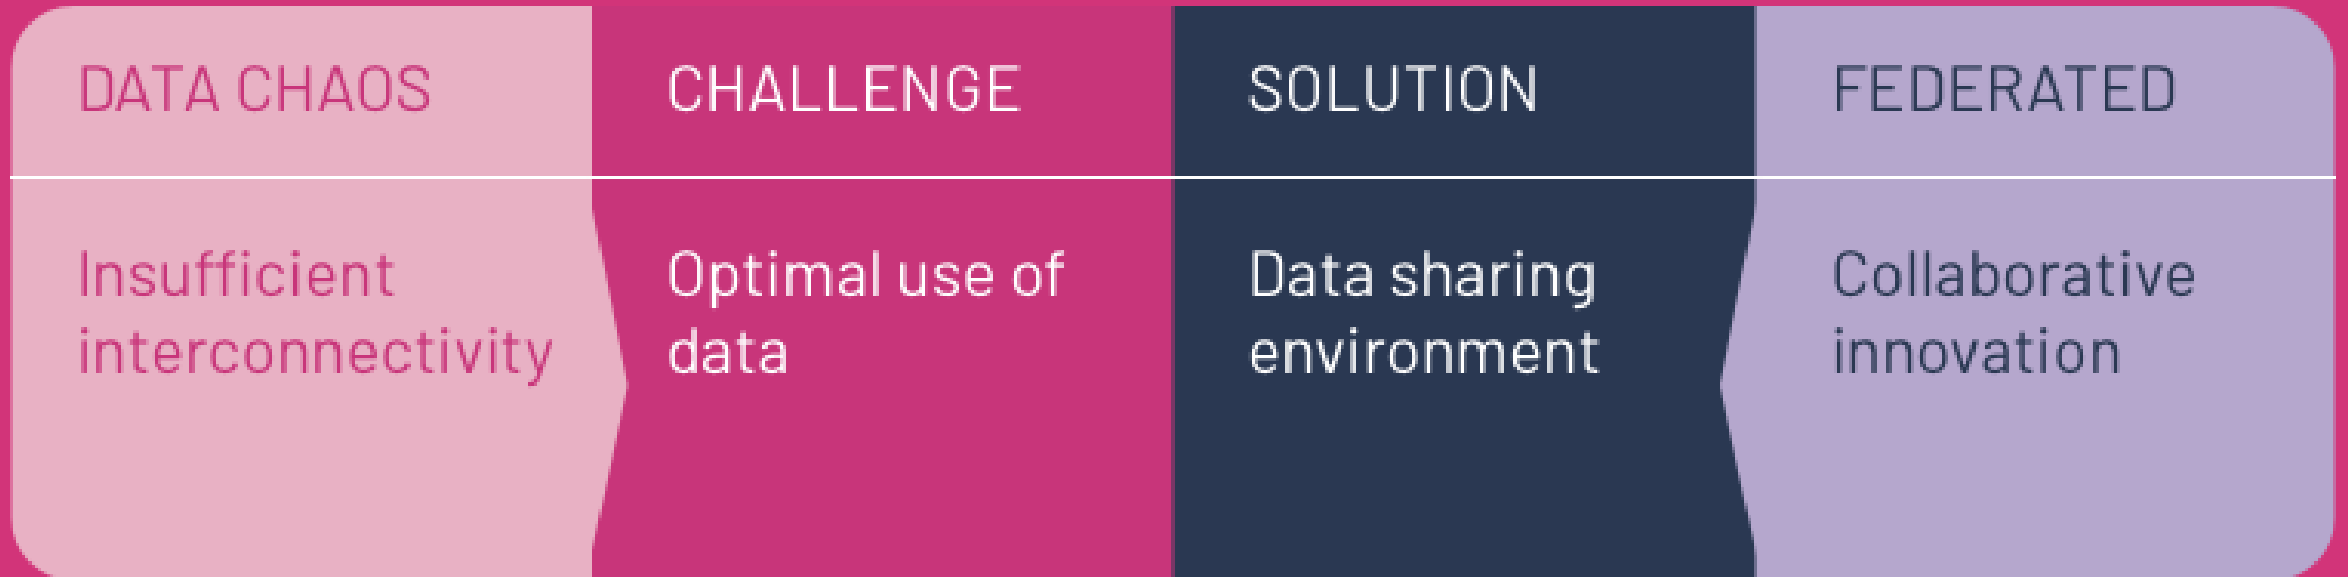 DATA CHAOS
CHALLENGE
SOLUTION
FEDERATED
Insufficient
interconnectivity
Optimal use of
data
Data sharing
environment
Collaborative
innovation